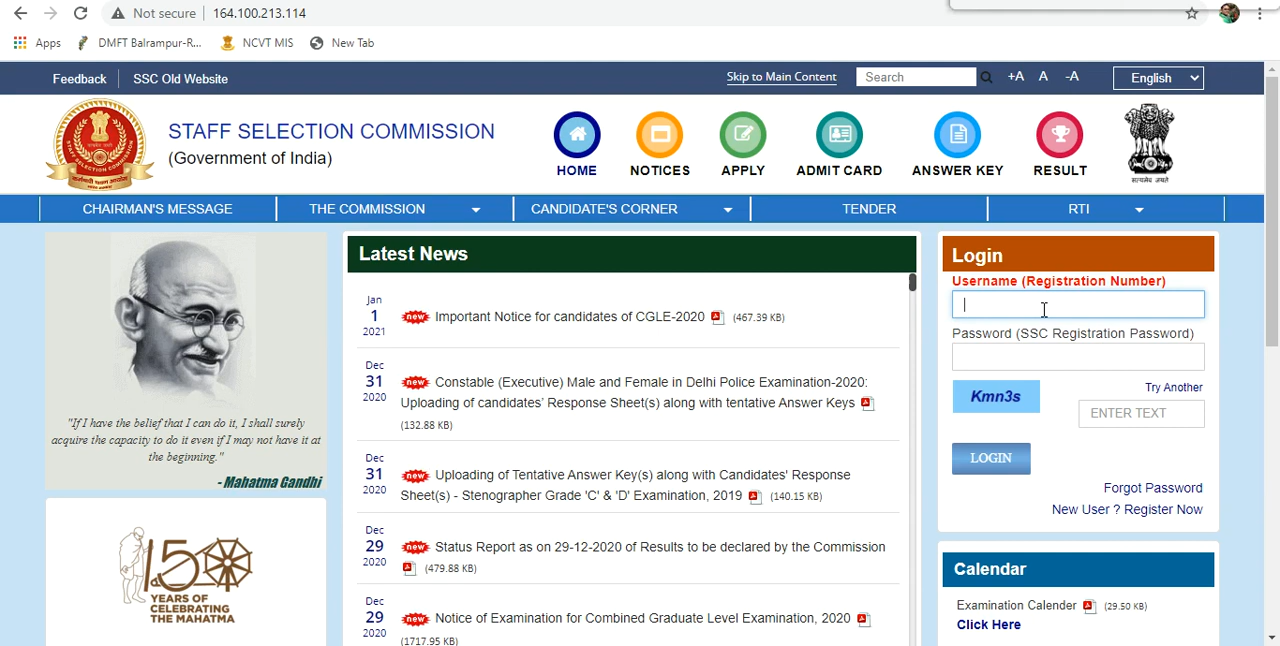 Not secure 164.100.213.114
Apps DMFT Balrampur-R... NCVT MIS New Tab
Feedback SSC Old Website Skip to Main Content Search +A A -A English
STAFF SELECTION COMMISSION
(Government of India)
HOME NOTICES APPLY ADMIT CARD ANSWER KEY RESULT
सत्यमेव जयते
CHAIRMAN'S MESSAGE THE COMMISSION CANDIDATE'S CORNER TENDER RTI
"If I have the belief that I can do it, I shall surely
acquire the capacity to do it even if I may not have it at
the beginning."
- Mahatma Gandhi
150
YEARS OF
CELEBRATING
THE MAHATMA
Latest News
Jan
1
2021
new Important Notice for candidates of CGLE-2020 (467.39 KB)
Dec
31
2020
new Constable (Executive) Male and Female in Delhi Police Examination-2020:
Uploading of candidates' Response Sheet(s) along with tentative Answer Keys
(132.88 KB)
Dec
31
2020
new Uploading of Tentative Answer Key(s) along with Candidates' Response
Sheet(s) - Stenographer Grade 'C' & 'D' Examination, 2019 (140.15 KB)
Dec
29
2020
new Status Report as on 29-12-2020 of Results to be declared by the Commission
(479.88 KB)
Dec
29
2020
new Notice of Examination for Combined Graduate Level Examination, 2020
(1717.95 KB)
Login
Username (Registration Number)
Password (SSC Registration Password)
Kmn3s
Try Another
ENTER TEXT
LOGIN
Forgot Password
New User ? Register Now
Calendar
Examination Calender (29.50 KB)
Click Here